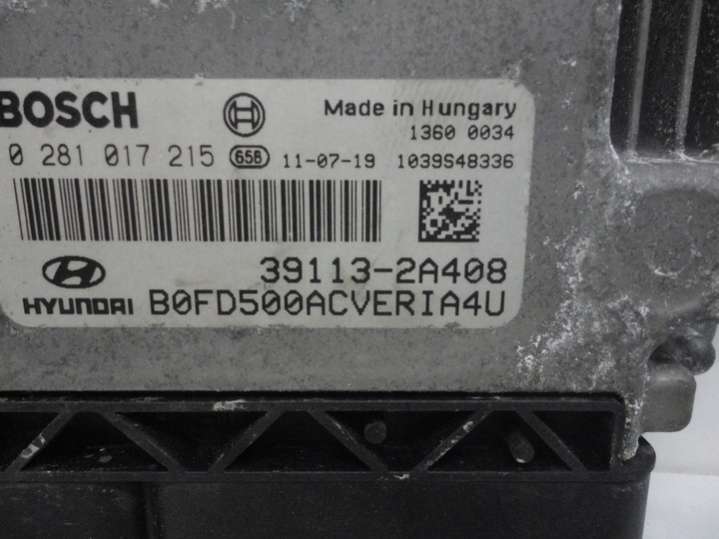 BOSCH
Made in Hungary
1360 0034
0 281 017 215 656 11-07-19 1039S48336
39113-2A408
HYUNDAI B0FD500ACVERIA4U